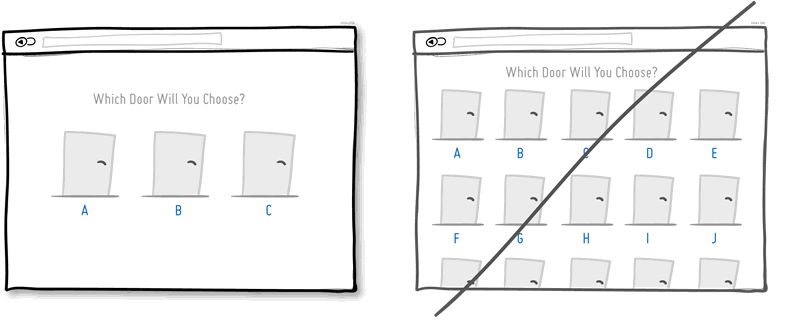 Which Door Will You Choose?
A B C
Which Door Will You Choose?
A B C D E
F G H I J